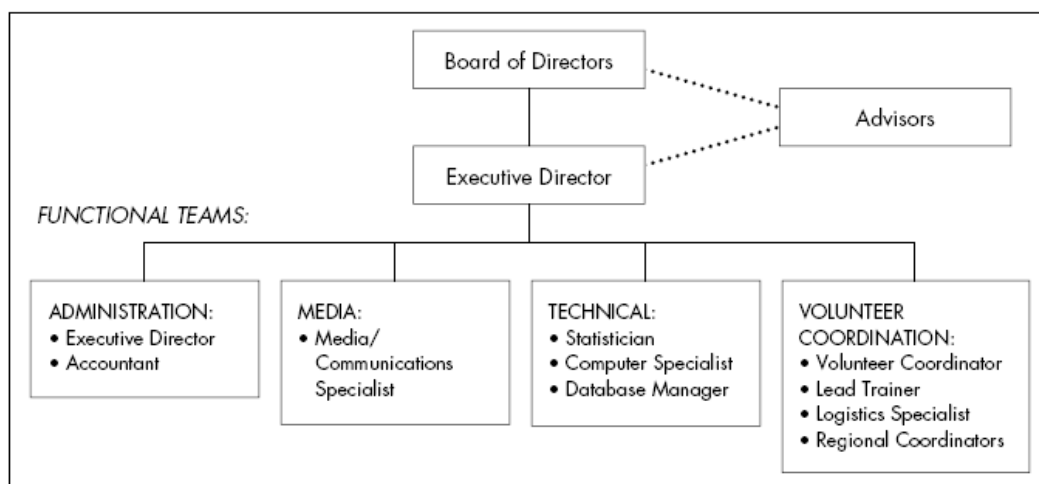 Board of Directors
Advisors
Executive Director
FUNCTIONAL TEAMS:
ADMINISTRATION:
• Executive Director
• Accountant
MEDIA:
• Media/
Communications
Specialist
TECHNICAL:
• Statistician
• Computer Specialist
• Database Manager
VOLUNTEER
COORDINATION:
• Volunteer Coordinator
• Lead Trainer
• Logistics Specialist
• Regional Coordinators